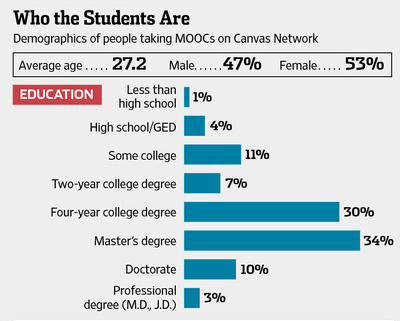 Who the Students Are
Demographics of people taking MOOCs on Canvas Network
Average age ..... 27.2 Male...... 47% Female..... 53%
EDUCATION
Less than
high school 1%
High school/GED 4%
Some college 11%
Two-year college degree 7%
Four-year college degree 30%
Master's degree 34%
Doctorate 10%
Professional
degree (M.D., J.D.) 3%